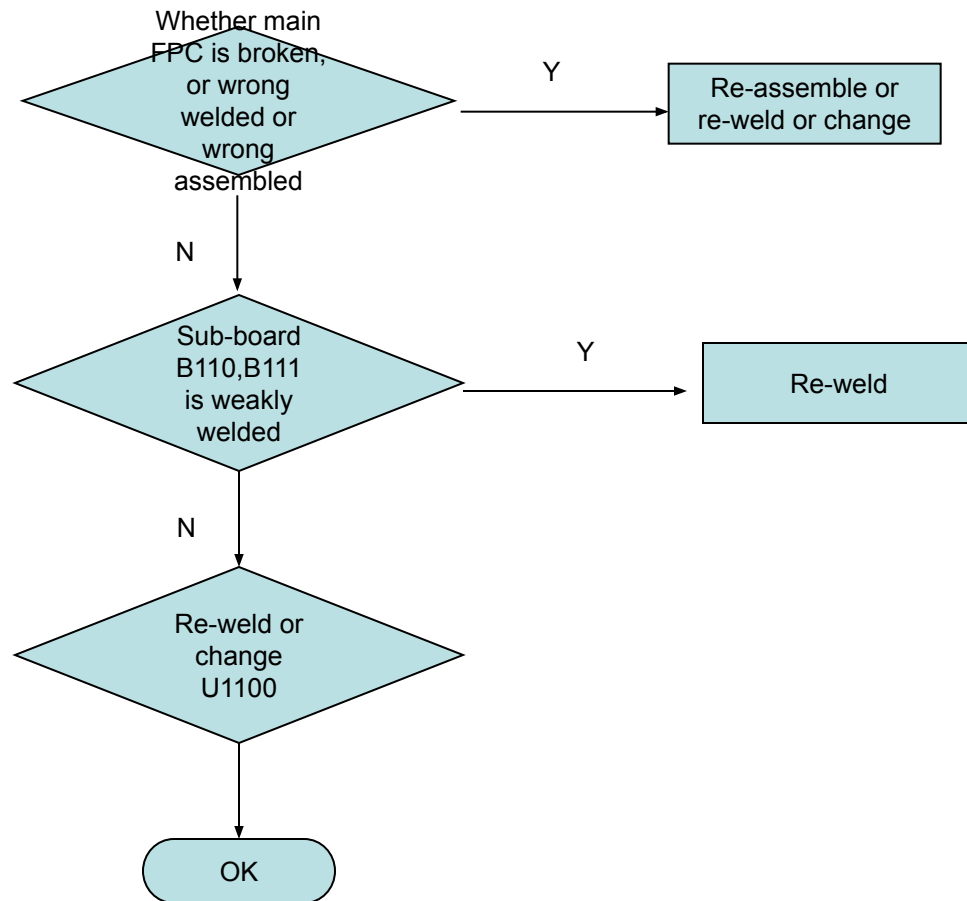 Whether main
FPC is broken,
or wrong
welded or
wrong
assembled
Y
Re-assemble or
re-weld or change
N
Sub-board
B110,B111
is weakly
welded
Y
Re-weld
N
Re-weld or
change
U1100
OK